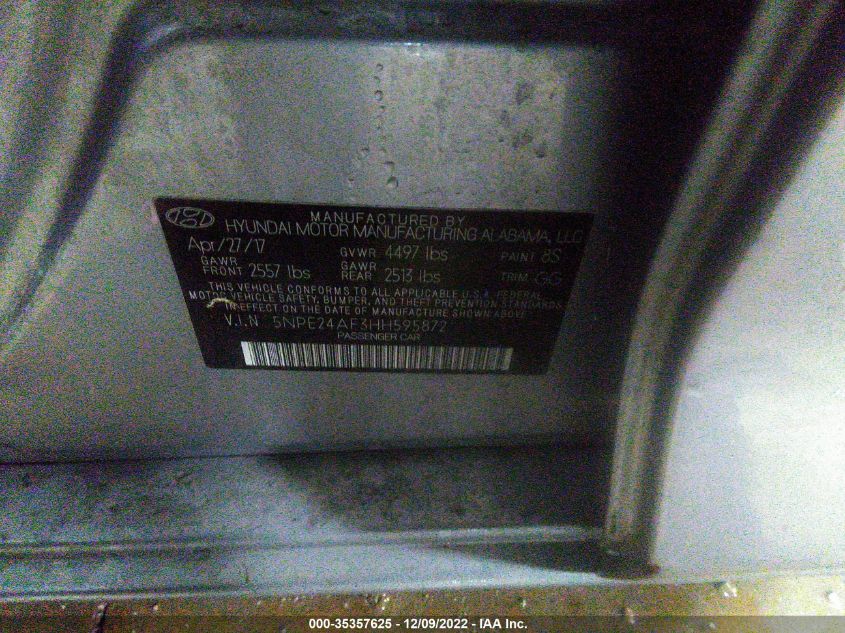 MANUFACTURED BY
HYUNDAI MOTOR MANUFACTURING ALABAMA, LLC
Apr/27/17 GVWR 4497 lbs PAINT 8S
GAWR FRONT 2557 lbs GAWR REAR 2513 lbs TRIM GG
THIS VEHICLE CONFORMS TO ALL APPLICABLE U.S. FEDERAL
MOTOR VEHICLE SAFETY, BUMPER, AND THEFT PREVENTION STANDARDS
IN EFFECT ON THE DATE OF MANUFACTURE SHOWN ABOVE.
V.I.N 5NPE24AF3HH595872
PASSENGER CAR
000-35357625 - 12/09/2022 - IAA Inc.